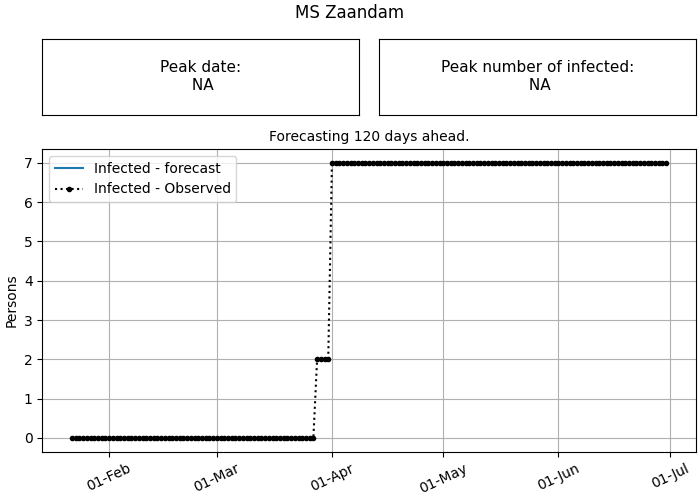 MS Zaandam
Peak date:
NA
Peak number of infected:
NA
Forecasting 120 days ahead.
Infected - forecast
Infected - Observed
Persons
7
6
5
4
3
2
1
0
01-Feb
01-Mar
01-Apr
01-May
01-Jun
01-Jul